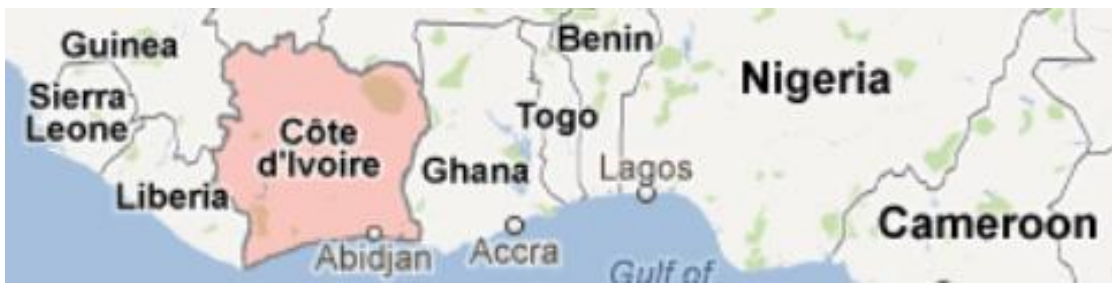 Guinea
Benin
Nigeria
Sierra
Leone
Togo
Côte
d'Ivoire
Ghana
Lagos
Liberia
Cameroon
Abidjan
Accra
Gulf of